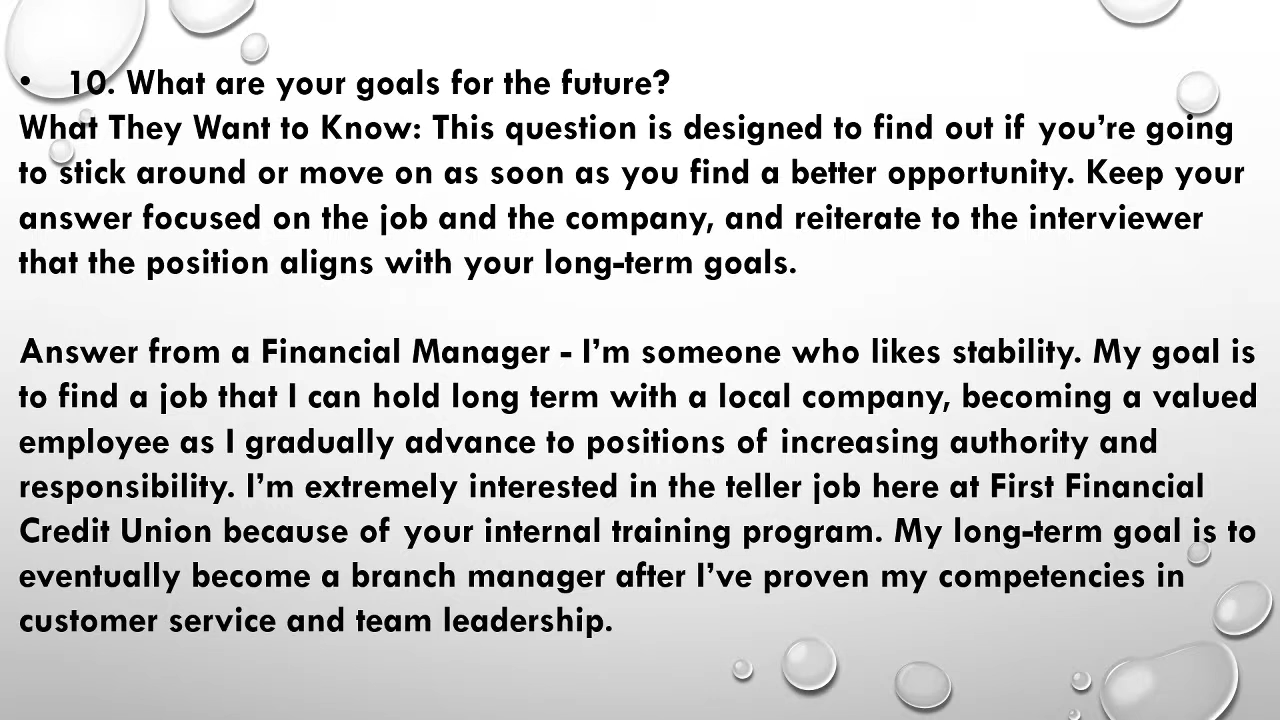 • 10. What are your goals for the future?
What They Want to Know: This question is designed to find out if you’re going
to stick around or move on as soon as you find a better opportunity. Keep your
answer focused on the job and the company, and reiterate to the interviewer
that the position aligns with your long-term goals.
Answer from a Financial Manager - I’m someone who likes stability. My goal is
to find a job that I can hold long term with a local company, becoming a valued
employee as I gradually advance to positions of increasing authority and
responsibility. I’m extremely interested in the teller job here at First Financial
Credit Union because of your internal training program. My long-term goal is to
eventually become a branch manager after I’ve proven my competencies in
customer service and team leadership.